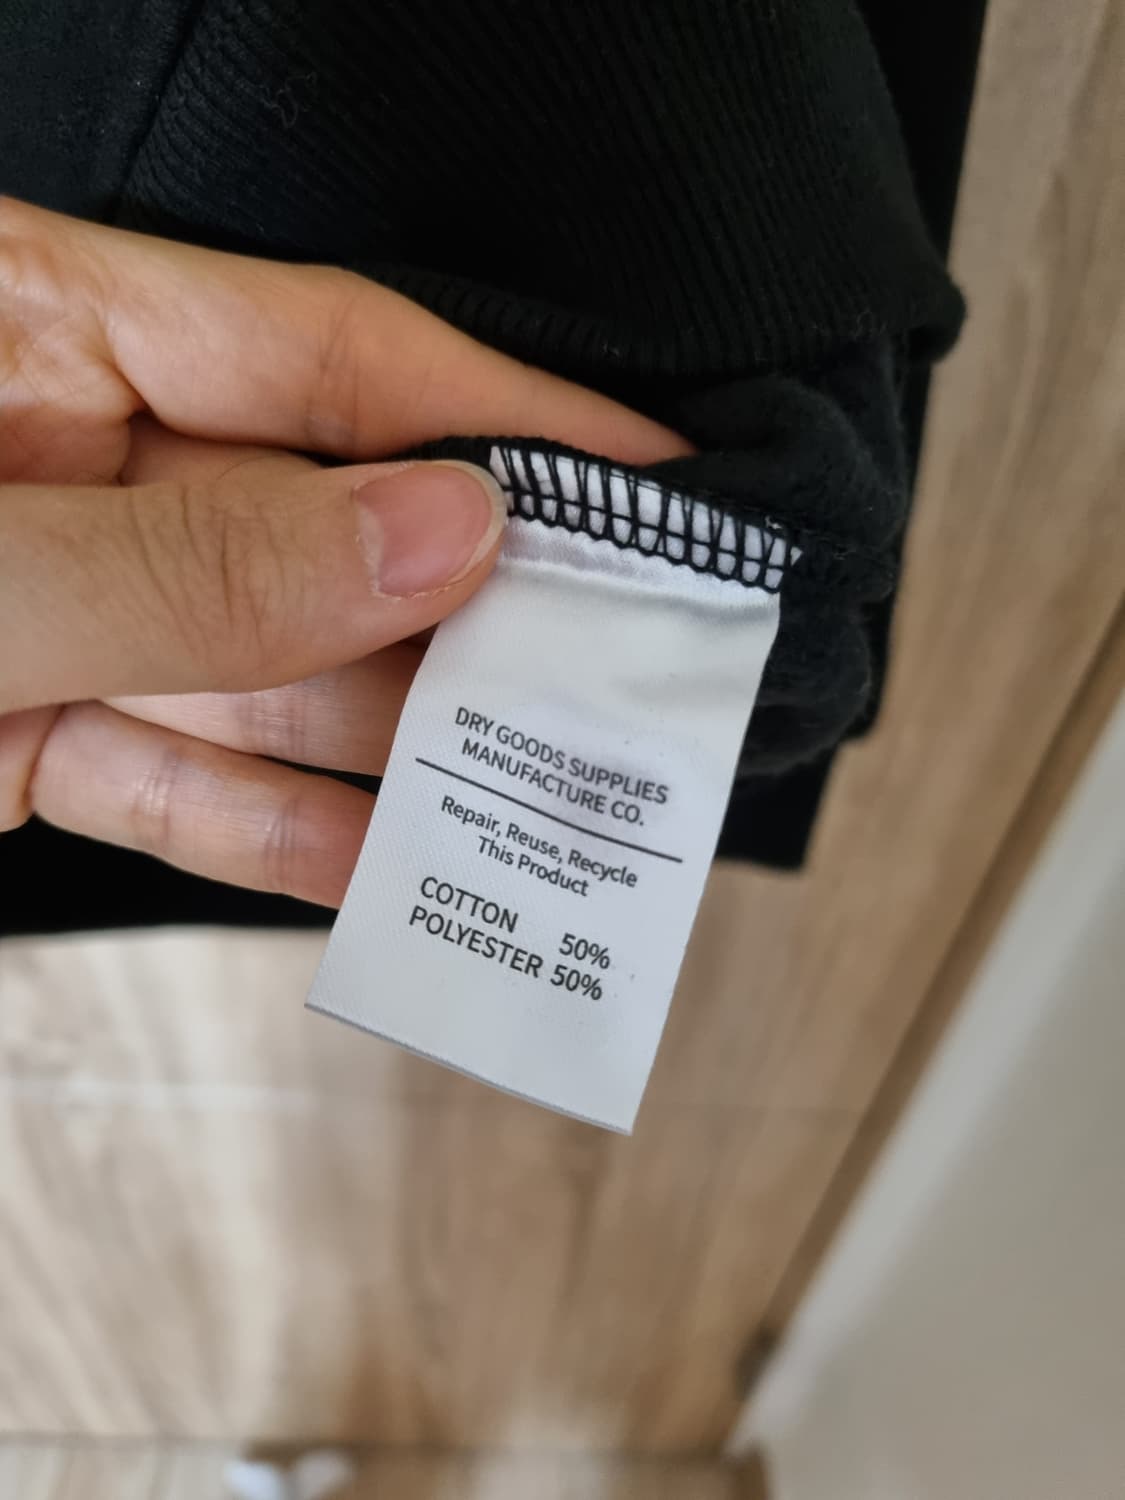 DRY GOODS SUPPLIES
MANUFACTURE CO.
Repair, Reuse, Recycle
This Product
COTTON 50%
POLYESTER 50%